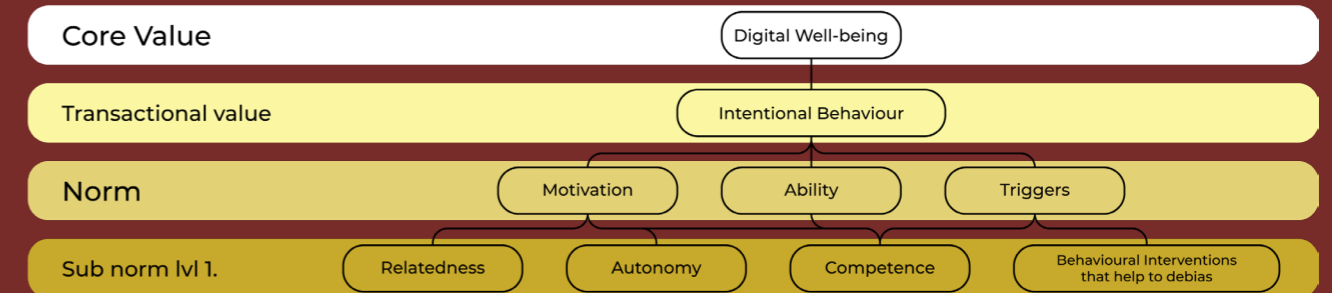 Core Value
Digital Well-being
Transactional value
Intentional Behaviour
Norm
Motivation
Ability
Triggers
Sub norm lvl 1.
Relatedness
Autonomy
Competence
Behavioural Interventions
that help to debias